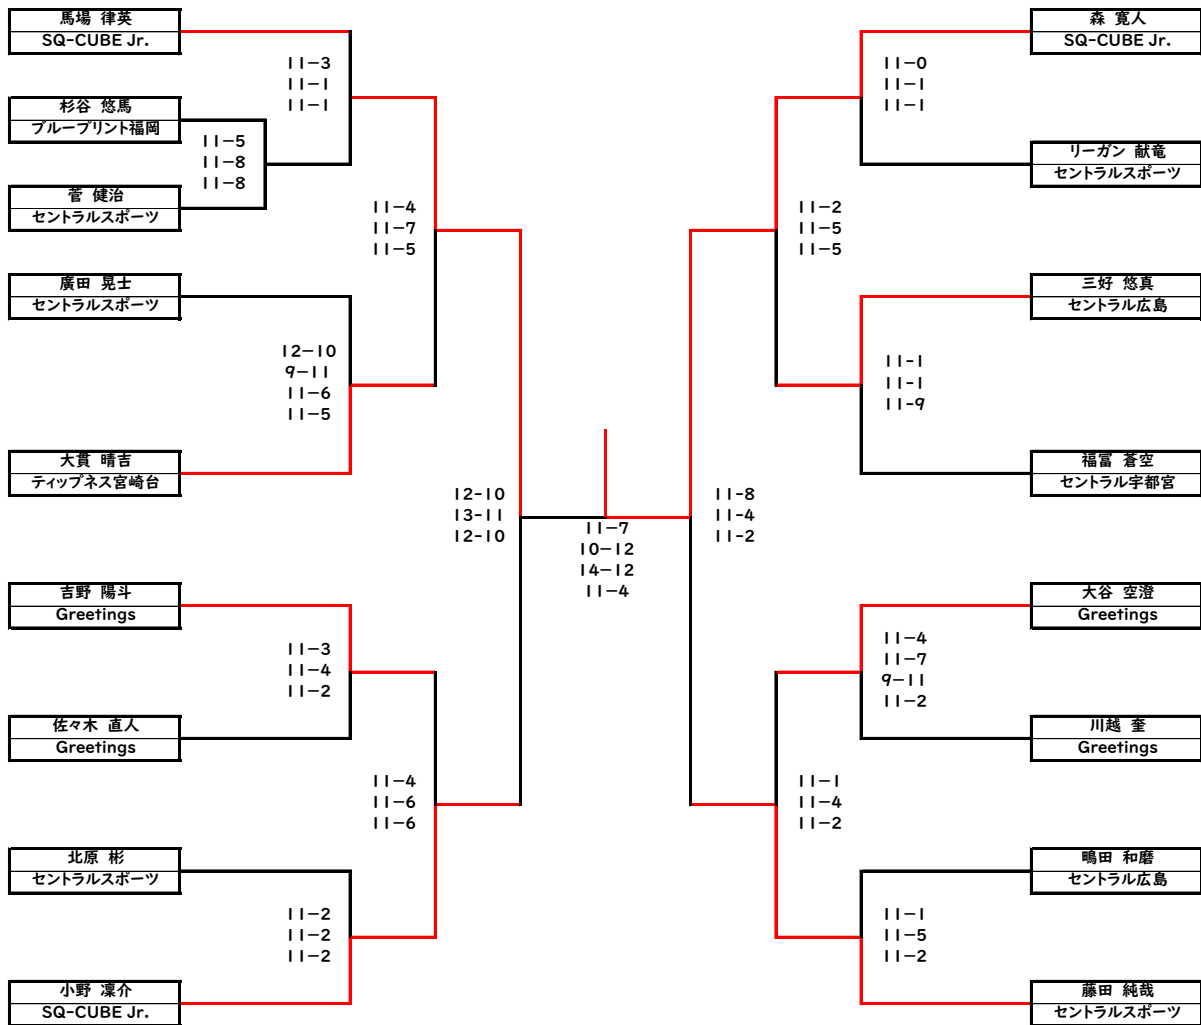 馬場 律英
SQ-CUBE Jr.
杉谷 悠馬
ブループリント福岡
菅 健治
セントラルスポーツ
廣田 晃士
セントラルスポーツ
大貫 晴吉
ティップネス宮崎台
吉野 陽斗
Greetings
佐々木 直人
Greetings
北原 彬
セントラルスポーツ
小野 凜介
SQ-CUBE Jr.
11-3
11-1
11-1
11-5
11-8
11-8
12-10
9-11
11-6
11-5
11-3
11-4
11-2
11-2
11-2
11-2
11-4
11-7
11-5
11-4
11-6
11-6
12-10
13-11
12-10
11-7
10-12
14-12
11-4
11-8
11-4
11-2
11-2
11-5
11-5
11-1
11-4
11-2
11-0
11-1
11-1
11-1
11-1
11-9
11-4
11-7
9-11
11-2
11-1
11-5
11-2
森 寛人
SQ-CUBE Jr.
リーガン 献竜
セントラルスポーツ
三好 悠真
セントラル広島
福冨 蒼空
セントラル宇都宮
大谷 空澄
Greetings
川越 奎
Greetings
鴫田 和磨
セントラル広島
藤田 純哉
セントラルスポーツ